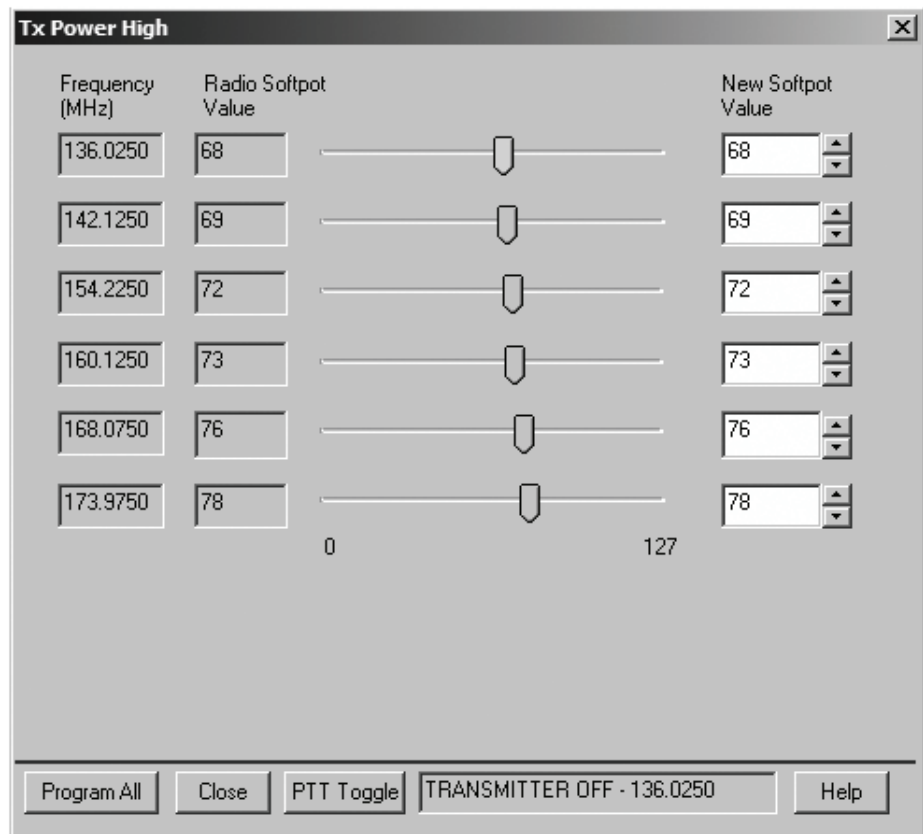 Tx Power High
Frequency (MHz) Radio Softpot Value New Softpot Value
136.0250 68 68
142.1250 69 69
154.2250 72 72
160.1250 73 73
168.0750 76 76
173.9750 78 78
0 127
Program All Close PTT Toggle TRANSMITTER OFF - 136.0250 Help